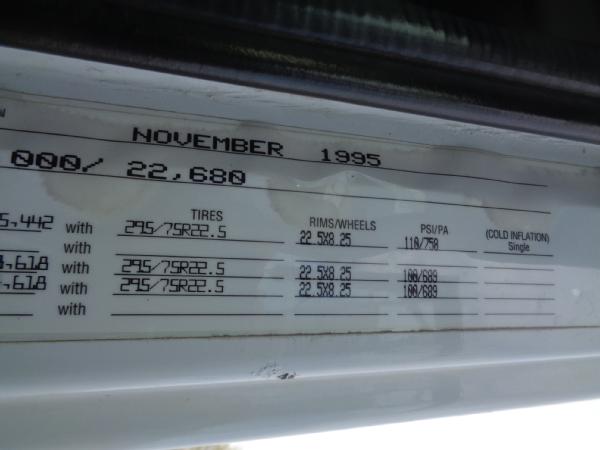 NOVEMBER 1995
000/ 22,680
TIRES RIMS/WHEELS PSI/PA (COLD INFLATION)
Single
5,442 with 295/75R22.5 22.5X8.25 110/758
with
,618 with 295/75R22.5 22.5X8.25 100/689
,618 with 295/75R22.5 22.5X8.25 100/689
with